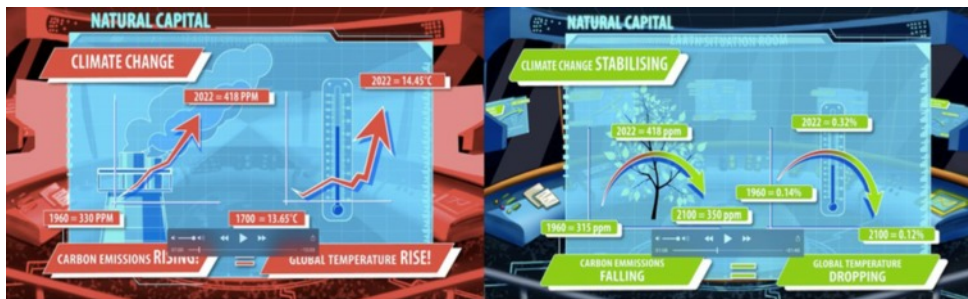 NATURAL CAPITAL
CLIMATE CHANGE
2022 = 418 PPM
2022 = 14.45°C
1960 = 330 PPM
1700 = 13.65°C
CARBON EMISSIONS RISING!
=
GLOBAL TEMPERATURE RISE!
NATURAL CAPITAL
EARTH SITUATION ROOM
CLIMATE CHANGE STABILISING
2022 = 418 ppm
2022 = 0.32%
1960 = 0.14%
2100 = 350 ppm
1960 = 315 ppm
2100 = 0.12%
CARBON EMMISSIONS
FALLING
=
GLOBAL TEMPERATURE
DROPPING